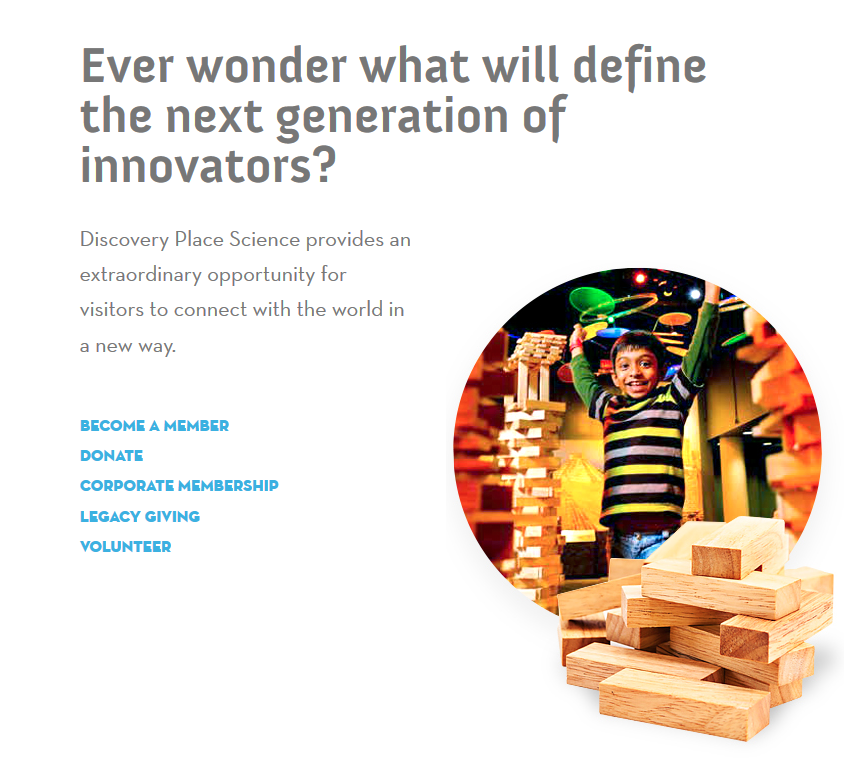 Ever wonder what will define
the next generation of
innovators?
Discovery Place Science provides an
extraordinary opportunity for
visitors to connect with the world in
a new way.
BECOME A MEMBER
DONATE
CORPORATE MEMBERSHIP
LEGACY GIVING
VOLUNTEER